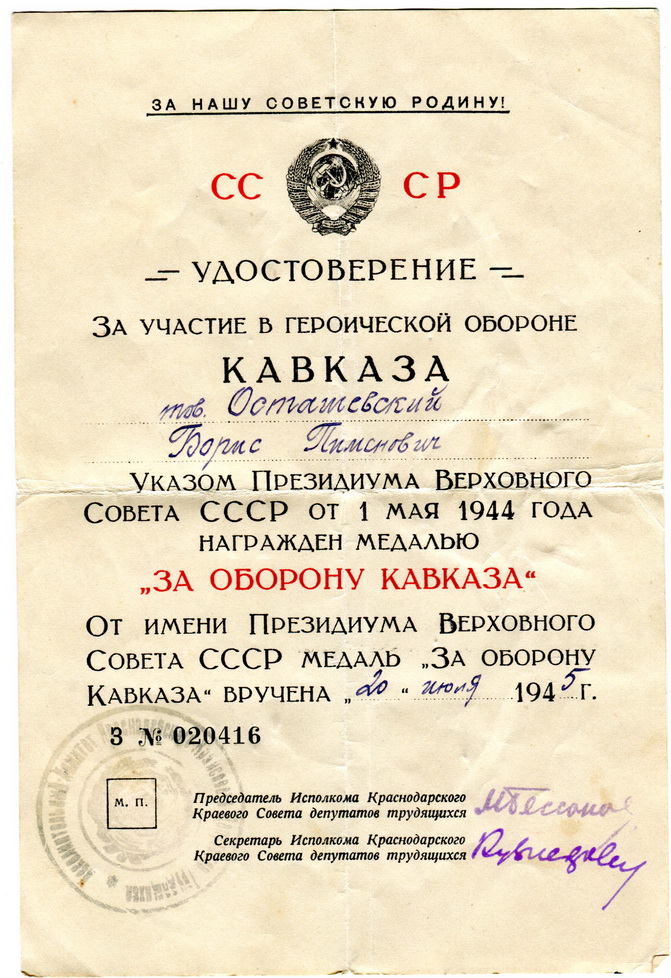 ЗА НАШУ СОВЕТСКУЮ РОДИНУ!
СС СР
УДОСТОВЕРЕНИЕ
ЗА УЧАСТИЕ В ГЕРОИЧЕСКОЙ ОБОРОНЕ
КАВКАЗА
тов. Осташевский
Борис Пименович
УКАЗОМ ПРЕЗИДИУМА ВЕРХОВНОГО
СОВЕТА СССР ОТ 1 МАЯ 1944 ГОДА
НАГРАЖДЕН МЕДАЛЬЮ
„ЗА ОБОРОНУ КАВКАЗА“
ОТ ИМЕНИ ПРЕЗИДИУМА ВЕРХОВНОГО
СОВЕТА СССР МЕДАЛЬ „ЗА ОБОРОНУ
КАВКАЗА“ ВРУЧЕНА „20“ июля 1945 Г.
З № 020416
М. П.
Председатель Исполкома Краснодарского
Краевого Совета депутатов трудящихся
Секретарь Исполкома Краснодарского
Краевого Совета депутатов трудящихся